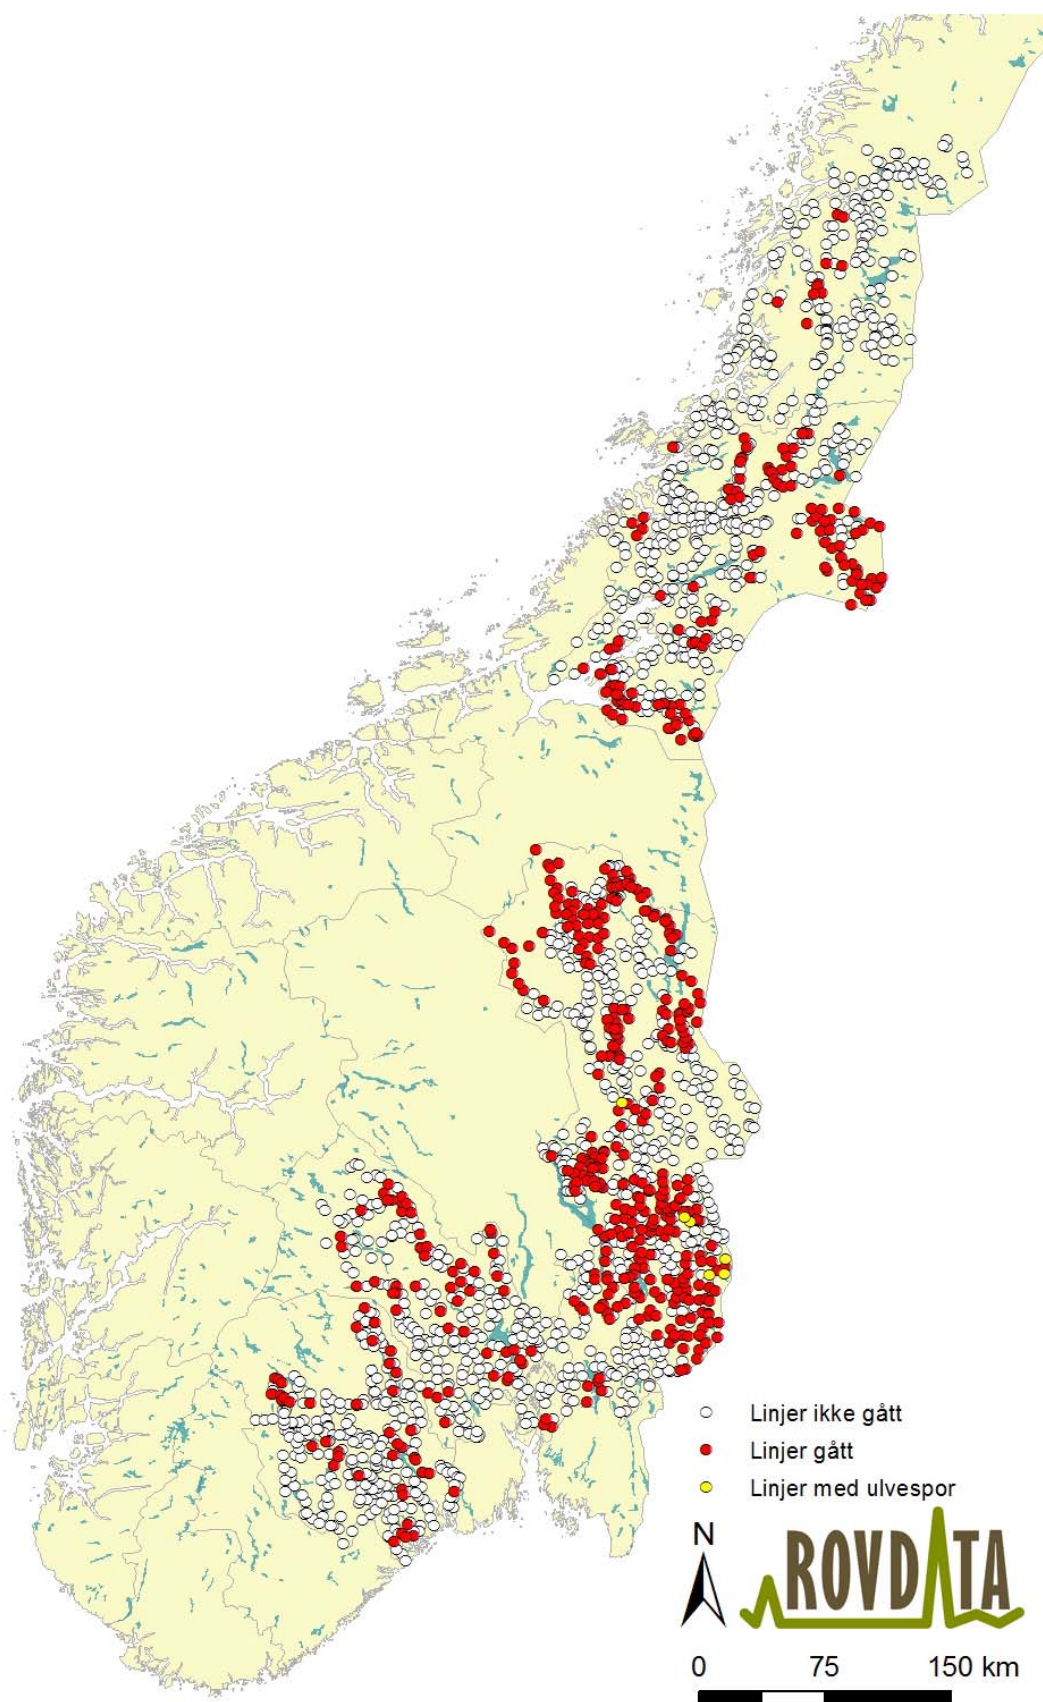 Linjer ikke gått
Linjer gått
Linjer med ulvespor
N
ROVDATA
0 75 150 km